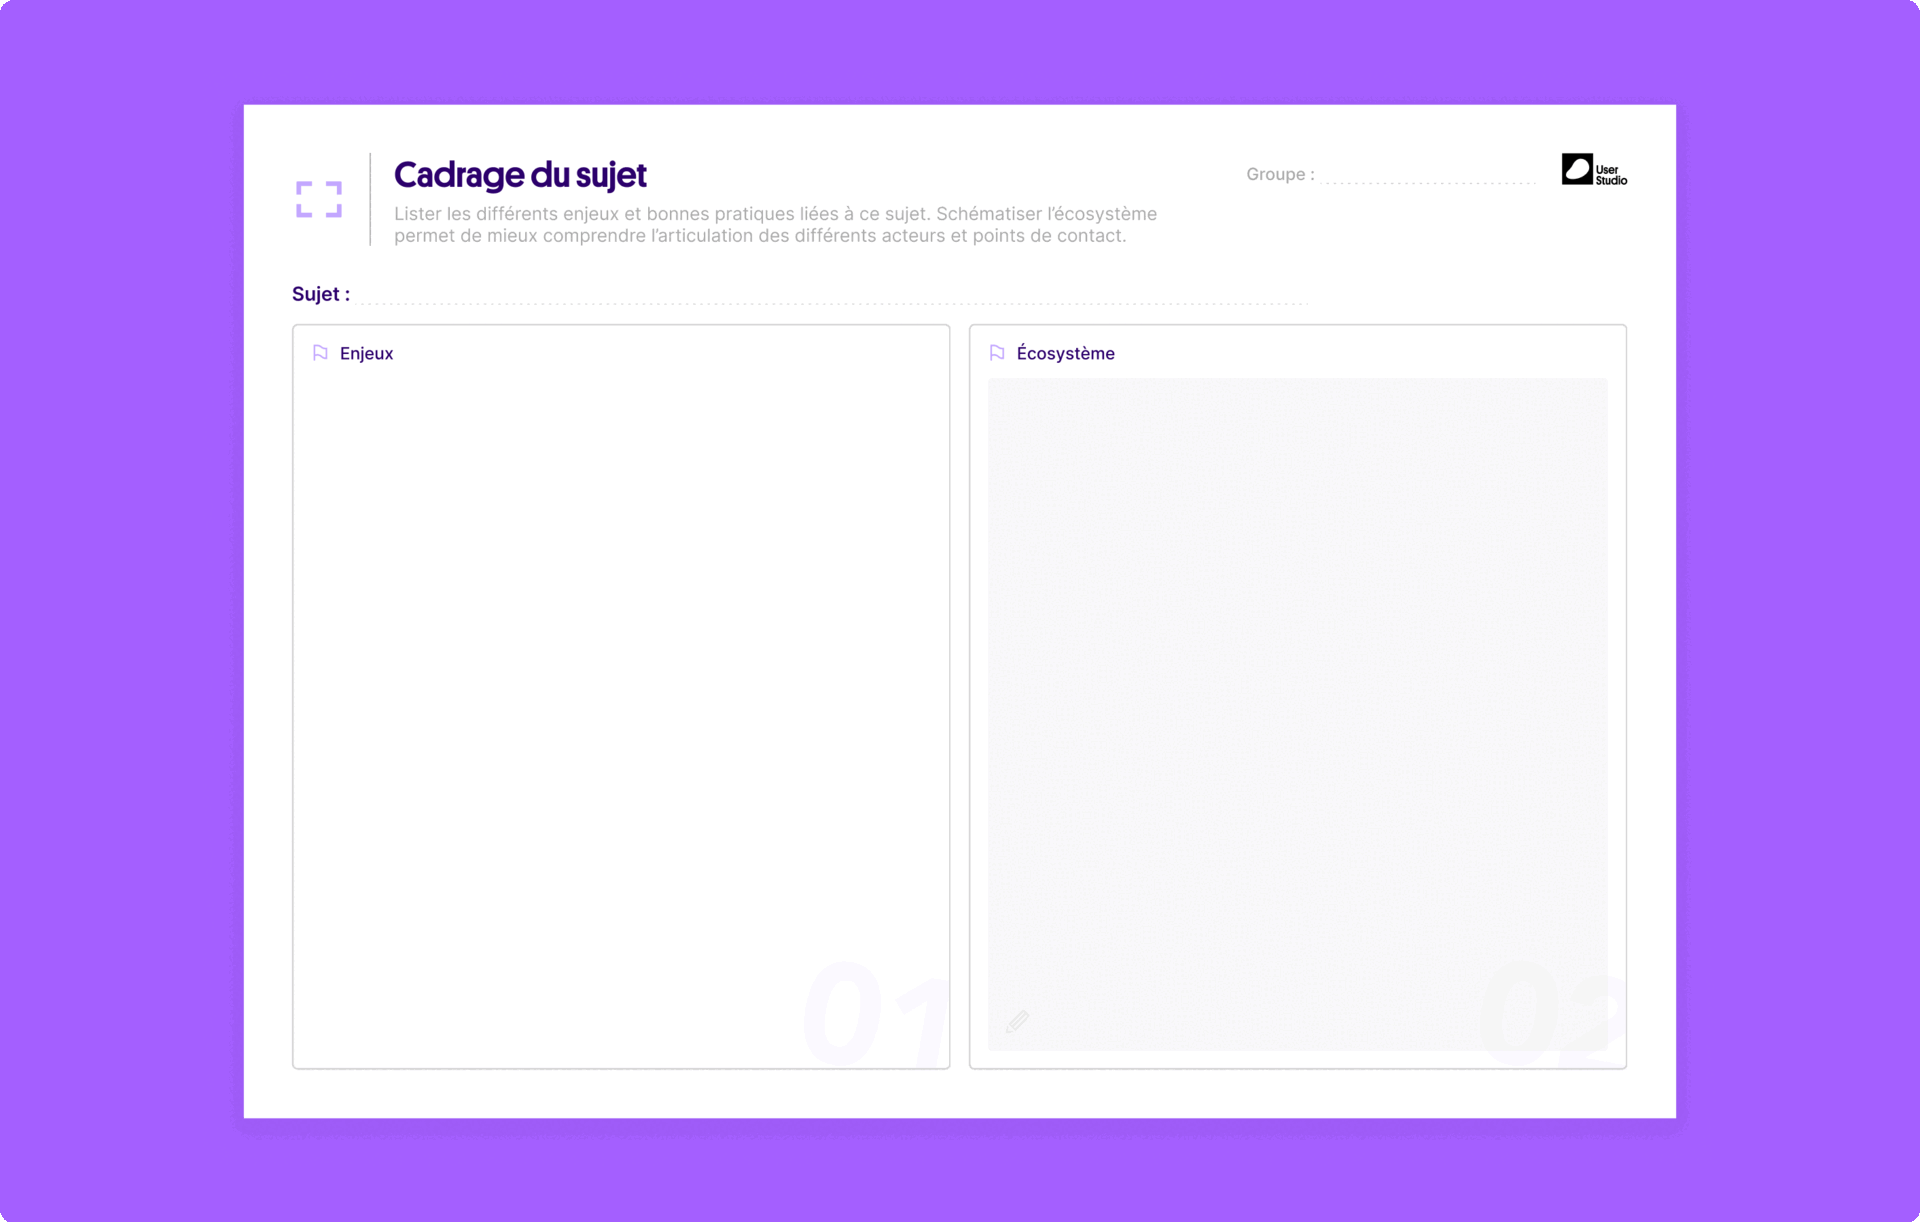 Cadrage du sujet
Groupe :
User
Studio
Lister les différents enjeux et bonnes pratiques liées à ce sujet. Schématiser l’écosystème
permet de mieux comprendre l’articulation des différents acteurs et points de contact.
Sujet :
Enjeux
Écosystème
01
02